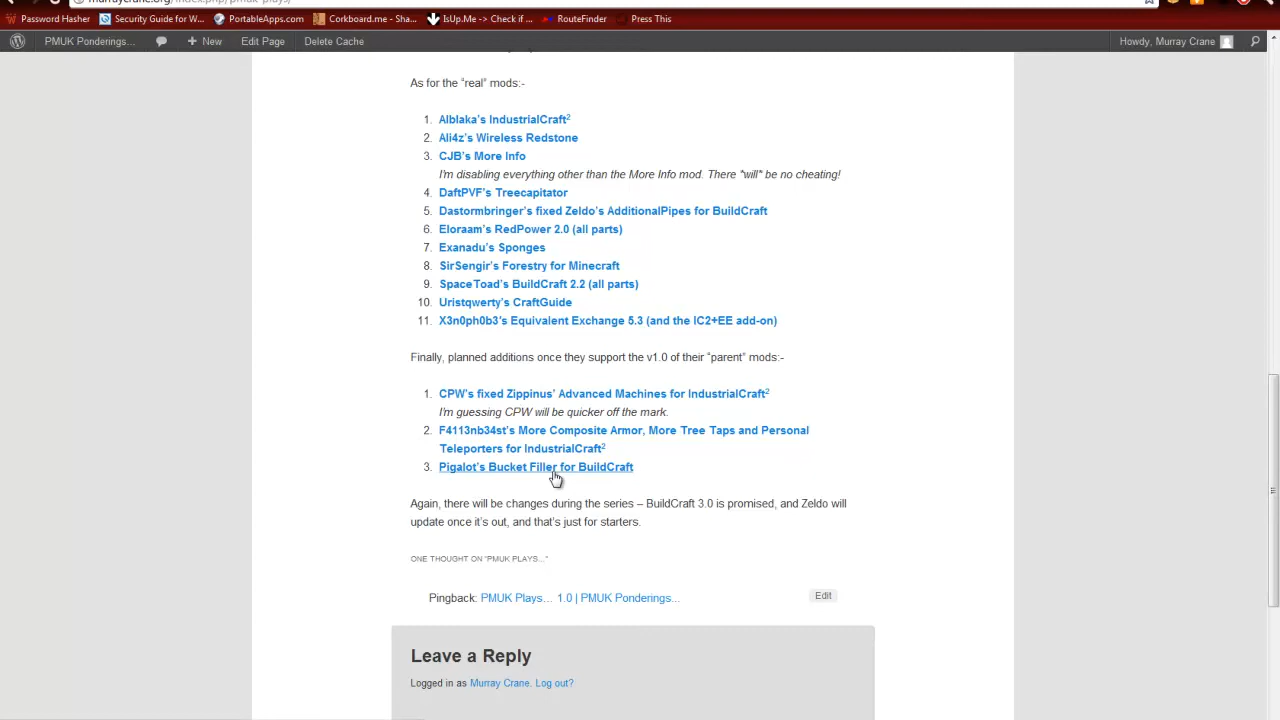 murraycrane.org/index.php/pmuk-plays/
Password Hasher Security Guide for W... PortableApps.com Corkboard.me - Sha... IsUp.Me -> Check if ... RouteFinder Press This
PMUK Ponderings... + New Edit Page Delete Cache Howdy, Murray Crane
As for the “real” mods:-
1. Alblaka’s IndustrialCraft²
2. Ali4z’s Wireless Redstone
3. CJB’s More Info
I’m disabling everything other than the More Info mod. There *will* be no cheating!
4. DaftPVF’s Treecapitator
5. Dastormbringer’s fixed Zeldo’s AdditionalPipes for BuildCraft
6. Eloraam’s RedPower 2.0 (all parts)
7. Exanadu’s Sponges
8. SirSengir’s Forestry for Minecraft
9. SpaceToad’s BuildCraft 2.2 (all parts)
10. Uristqwerty’s CraftGuide
11. X3n0ph0b3’s Equivalent Exchange 5.3 (and the IC2+EE add-on)
Finally, planned additions once they support the v1.0 of their “parent” mods:-
1. CPW’s fixed Zippinus’ Advanced Machines for IndustrialCraft²
I’m guessing CPW will be quicker off the mark.
2. F4113nb34st’s More Composite Armor, More Tree Taps and Personal
Teleporters for IndustrialCraft²
3. Pigalot’s Bucket Filler for BuildCraft
Again, there will be changes during the series – BuildCraft 3.0 is promised, and Zeldo will
update once it’s out, and that’s just for starters.
ONE THOUGHT ON “PMUK PLAYS…”
Pingback: PMUK Plays… 1.0 | PMUK Ponderings... Edit
Leave a Reply
Logged in as Murray Crane. Log out?